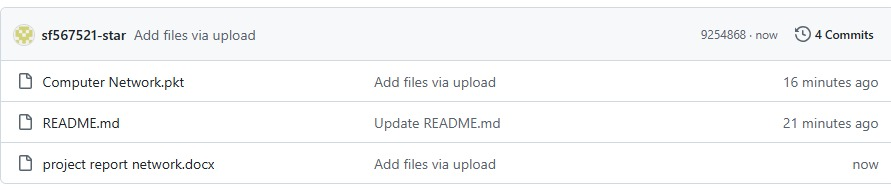 sf567521-star Add files via upload 9254868 · now 4 Commits
Computer Network.pkt Add files via upload 16 minutes ago
README.md Update README.md 21 minutes ago
project report network.docx Add files via upload now